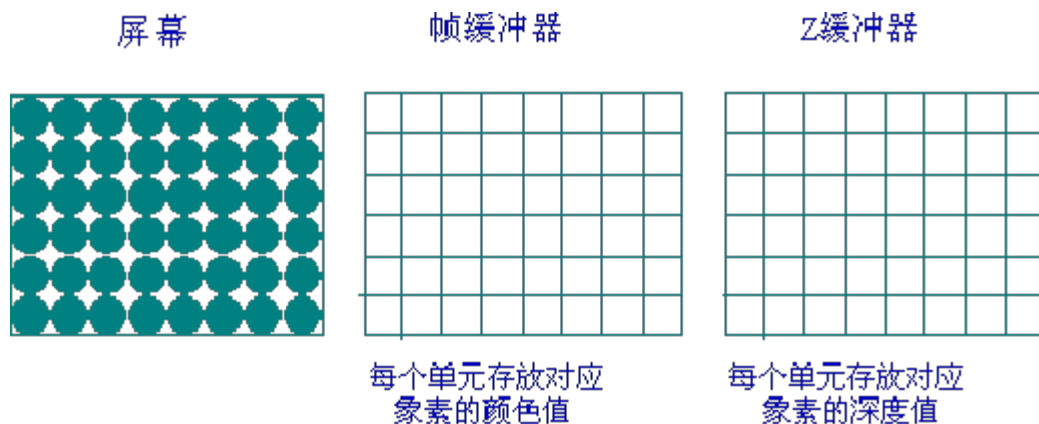 屏幕
帧缓冲器
Z缓冲器
每个单元存放对应
象素的颜色值
每个单元存放对应
象素的深度值